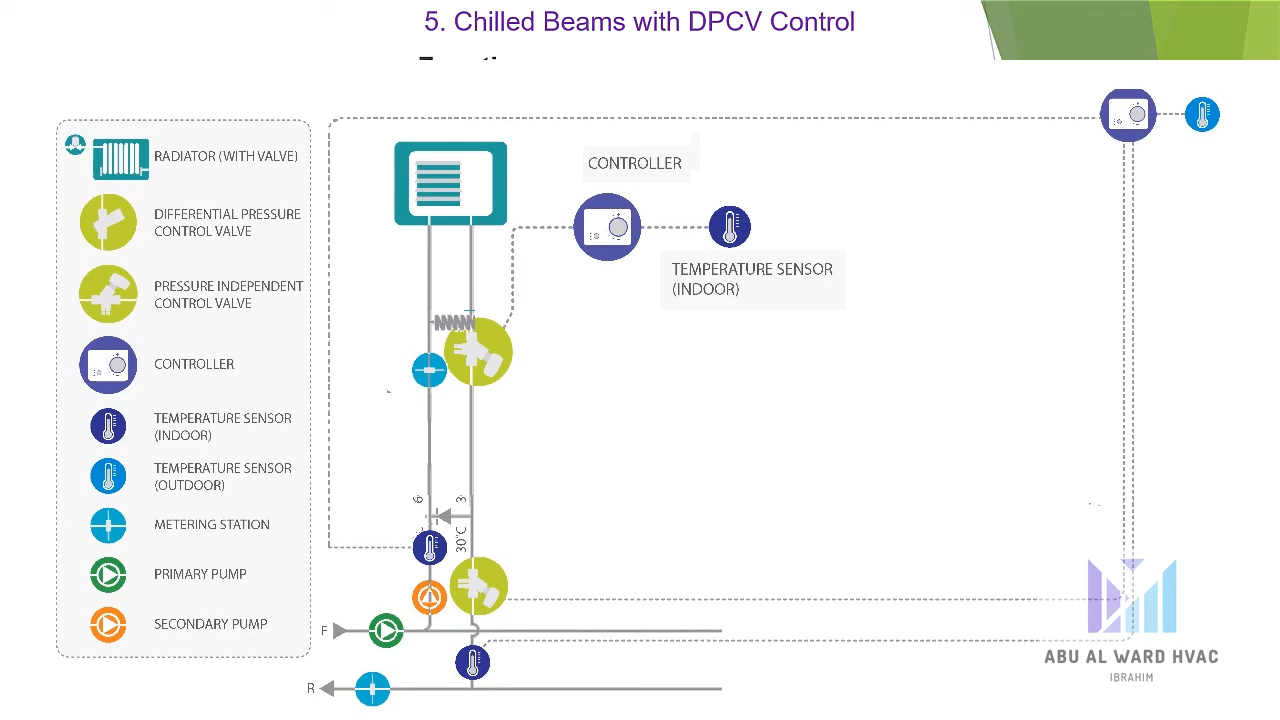 5. Chilled Beams with DPCV Control
RADIATOR (WITH VALVE)
DIFFERENTIAL PRESSURE
CONTROL VALVE
PRESSURE INDEPENDENT
CONTROL VALVE
CONTROLLER
TEMPERATURE SENSOR
(INDOOR)
TEMPERATURE SENSOR
(OUTDOOR)
METERING STATION
PRIMARY PUMP
SECONDARY PUMP
CONTROLLER
TEMPERATURE SENSOR
(INDOOR)
6
3
30°C
F
R
ABU AL WARD HVAC
IBRAHIM